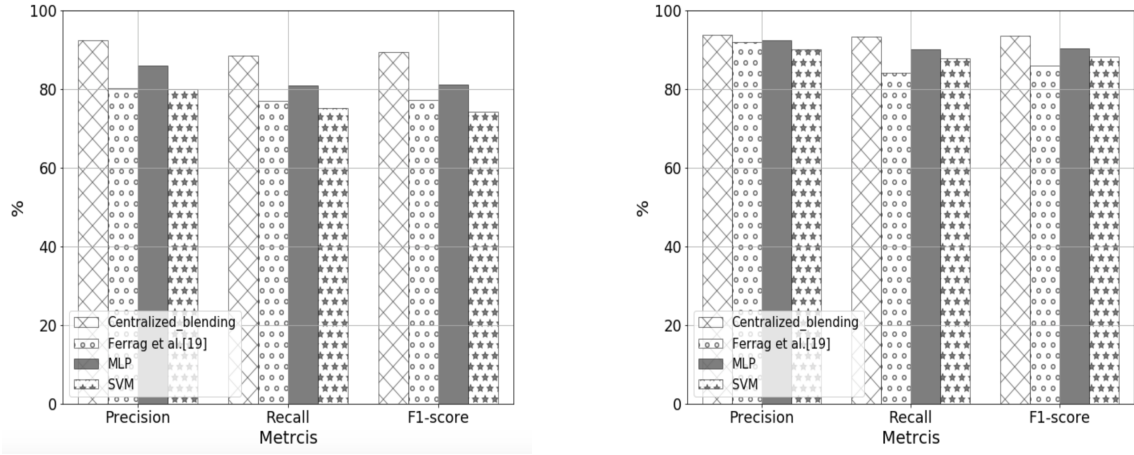 100
80
60
40
20
0
%
Centralized_blending
Ferrag et al.[19]
MLP
SVM
Precision Recall F1-score
Metrcis
100
80
60
40
20
0
%
Centralized_blending
Ferrag et al.[19]
MLP
SVM
Precision Recall F1-score
Metrcis